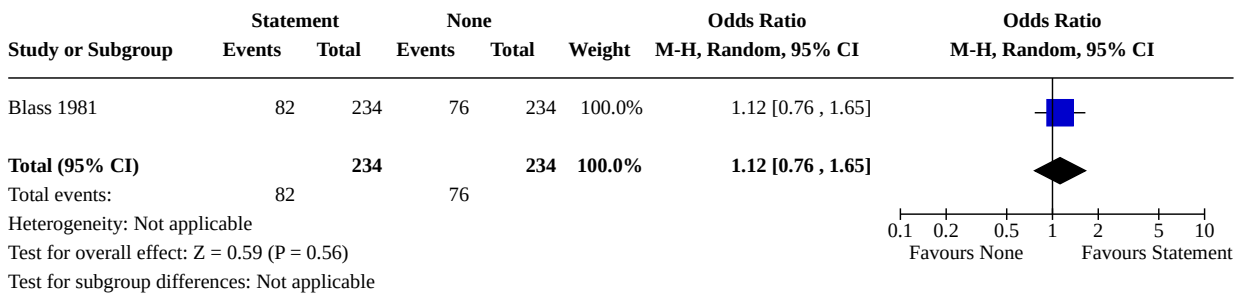 Statement None Odds Ratio Odds Ratio
Study or Subgroup Events Total Events Total Weight M-H, Random, 95% CI M-H, Random, 95% CI
Blass 1981 82 234 76 234 100.0% 1.12 [0.76 , 1.65]
Total (95% CI) 234 234 100.0% 1.12 [0.76 , 1.65]
Total events: 82 76
Heterogeneity: Not applicable
0.1 0.2 0.5 1 2 5 10
Test for overall effect: Z = 0.59 (P = 0.56) Favours None Favours Statement
Test for subgroup differences: Not applicable